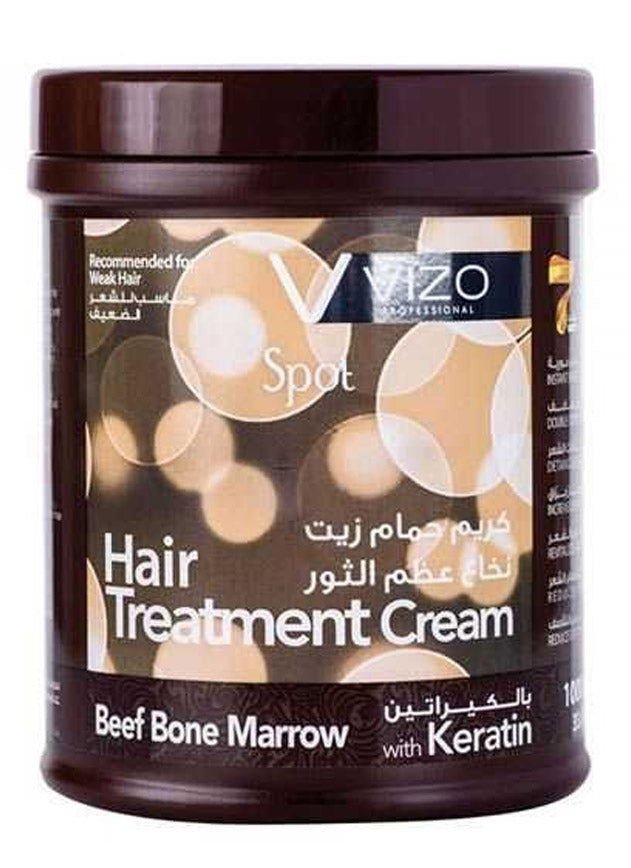 Recommended for
Weak Hair
مناسب للشعر
الضعيف
VIZO
PROFESSIONAL
Spot
كريم حمام زيت
نخاع عظم الثور
Hair
Treatment Cream
Beef Bone Marrow
بالكيراتين
with Keratin